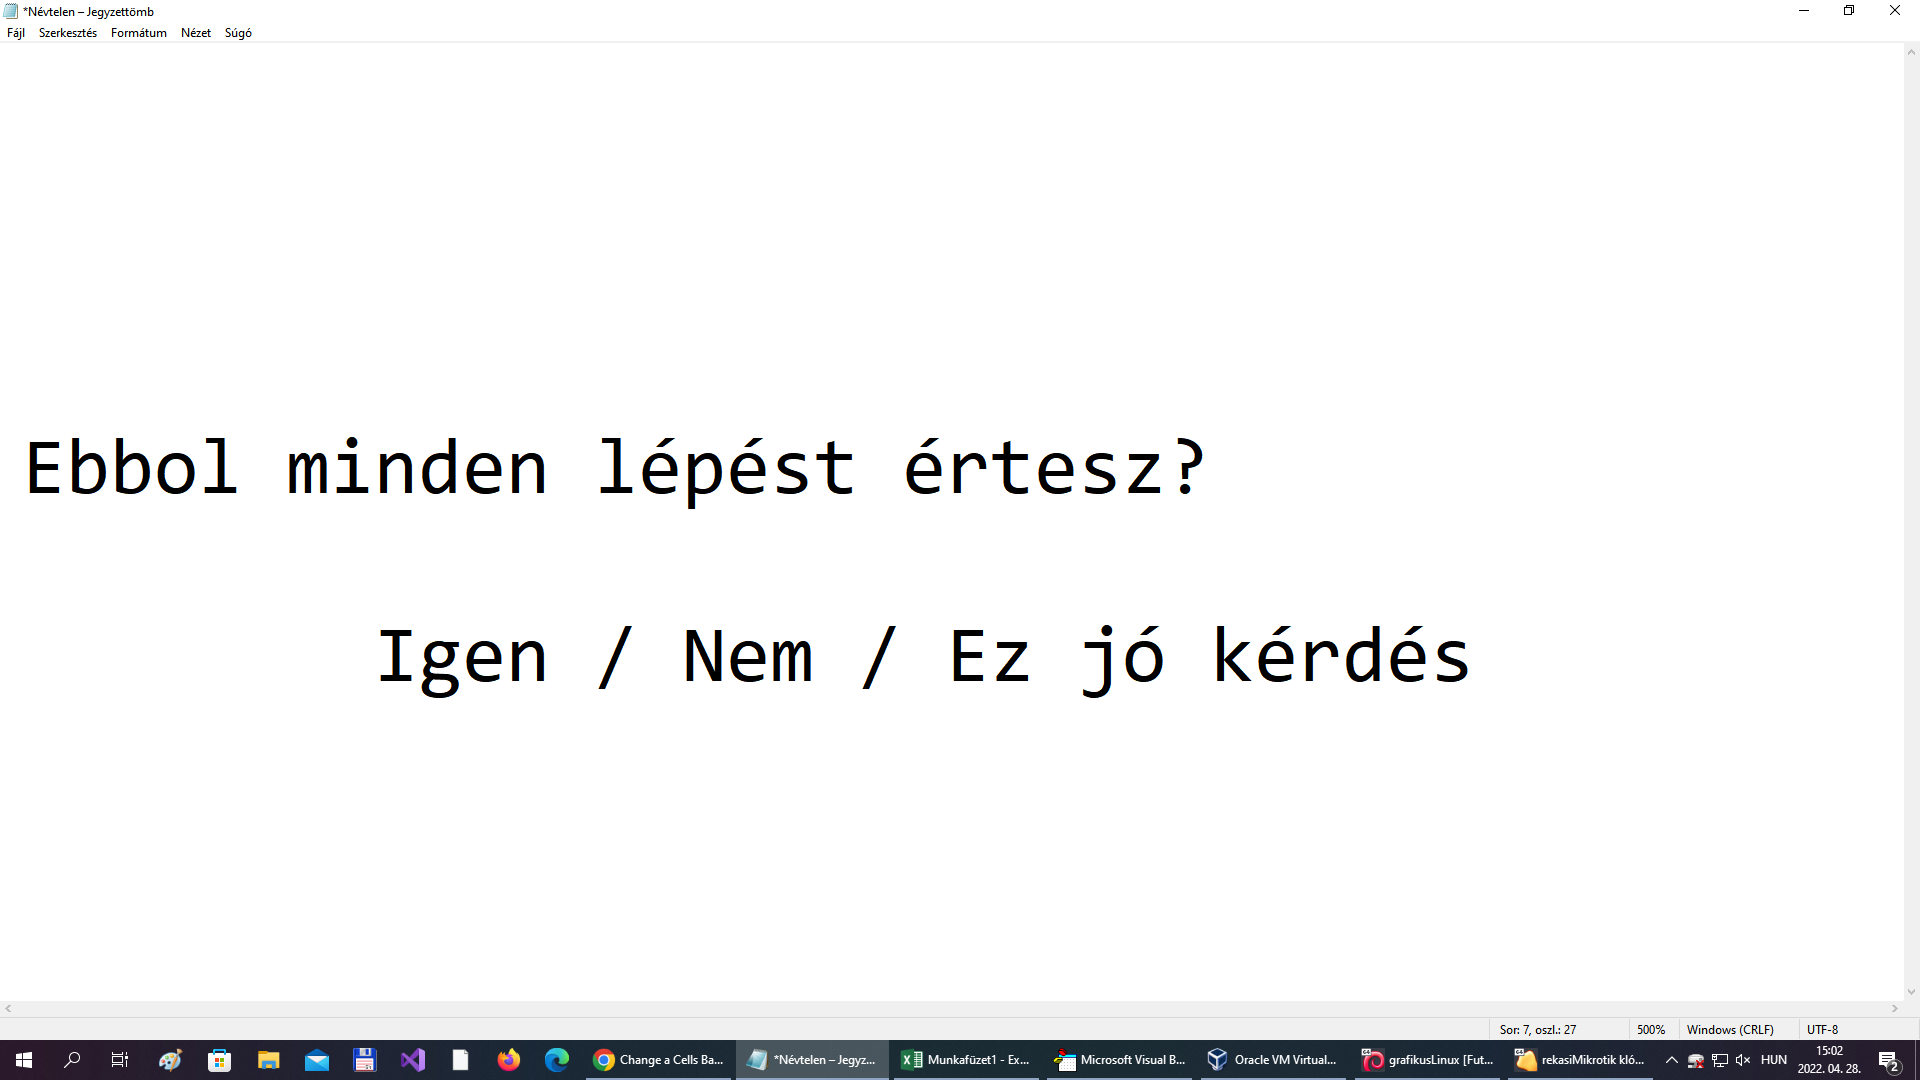 *Névtelen – Jegyzettömb
Fájl Szerkesztés Formátum Nézet Súgó
Ebbol minden lépést értesz?
Igen / Nem / Ez jó kérdés
Sor: 7, oszl.: 27 500% Windows (CRLF) UTF-8
Change a Cells Ba... *Névtelen – Jegyz... Munkafüzet1 - Ex... Microsoft Visual B... Oracle VM Virtual... grafikusLinux [Fut... rekasiMikrotik kló... HUN 15:02
2022. 04. 28. 2